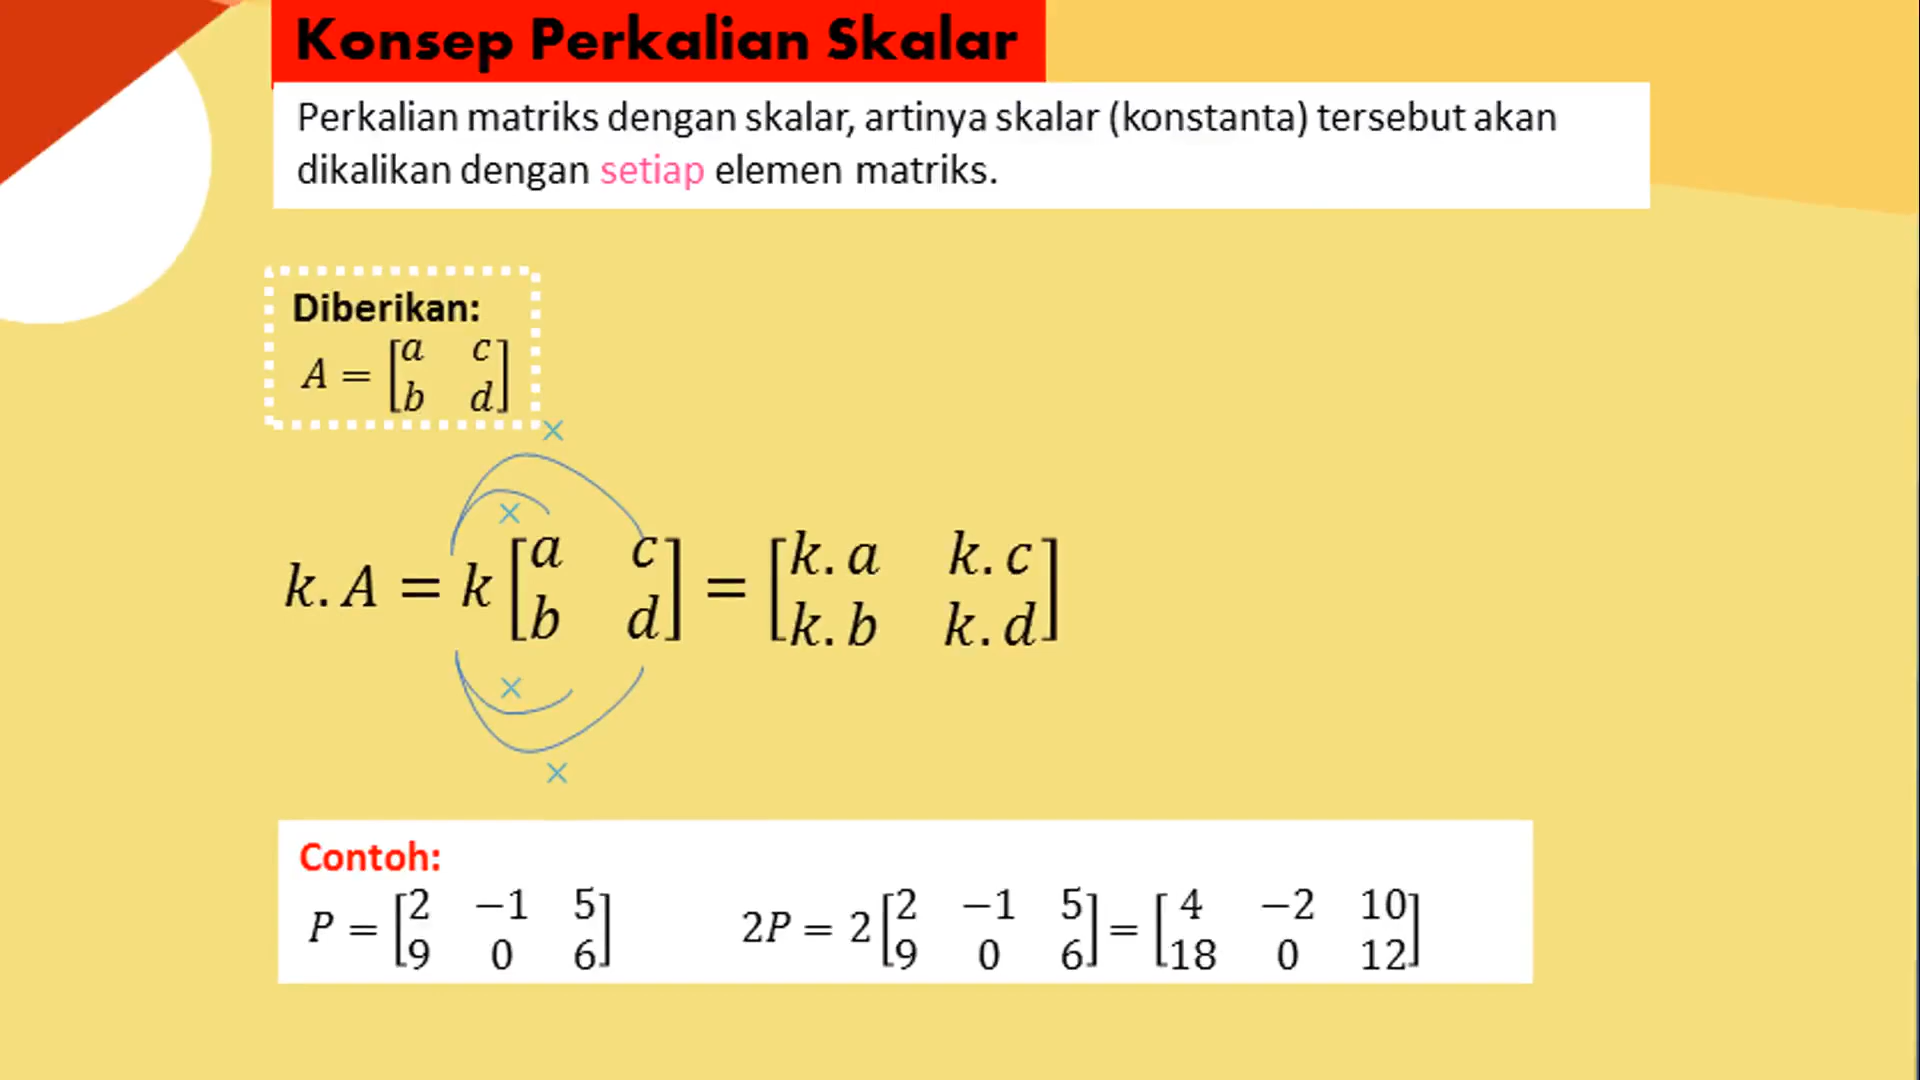 Konsep Perkalian Skalar
Perkalian matriks dengan skalar, artinya skalar (konstanta) tersebut akan
dikalikan dengan setiap elemen matriks.
Diberikan:
A = [a c
b d]
×
×
k. A = k [a c
b d] = [k. a k. c
k. b k. d]
×
×
Contoh:
P = [2 −1 5
9 0 6]
2P = 2 [2 −1 5
9 0 6] = [4 −2 10
18 0 12]